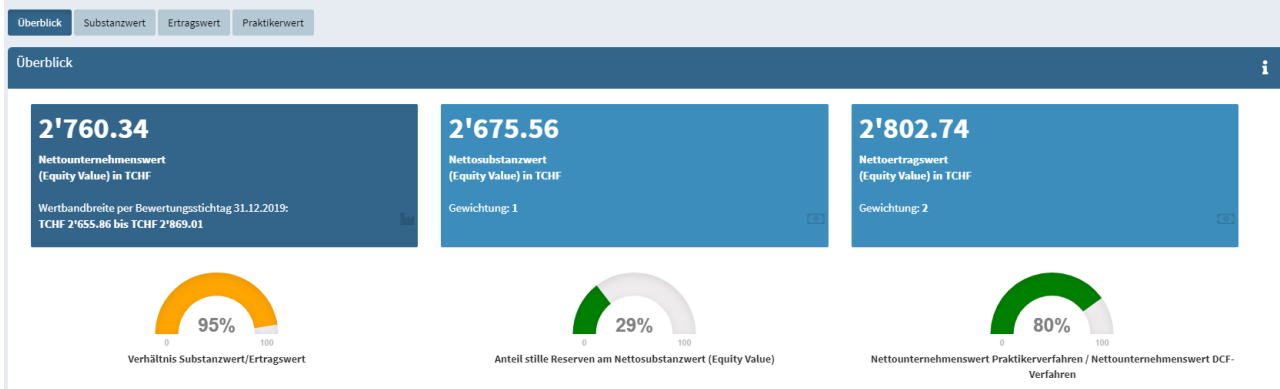 Überblick Substanzwert Ertragswert Praktikerwert
Überblick i
2'760.34
Nettounternehmenswert
(Equity Value) in TCHF
Wertbandbreite per Bewertungsstichtag 31.12.2019:
TCHF 2'655.86 bis TCHF 2'869.01
2'675.56
Nettosubstanzwert
(Equity Value) in TCHF
Gewichtung: 1
2'802.74
Nettoertragswert
(Equity Value) in TCHF
Gewichtung: 2
95%
0 100
Verhältnis Substanzwert/Ertragswert
29%
0 100
Anteil stille Reserven am Nettosubstanzwert (Equity Value)
80%
0 100
Nettounternehmenswert Praktikerverfahren / Nettounternehmenswert DCF-
Verfahren